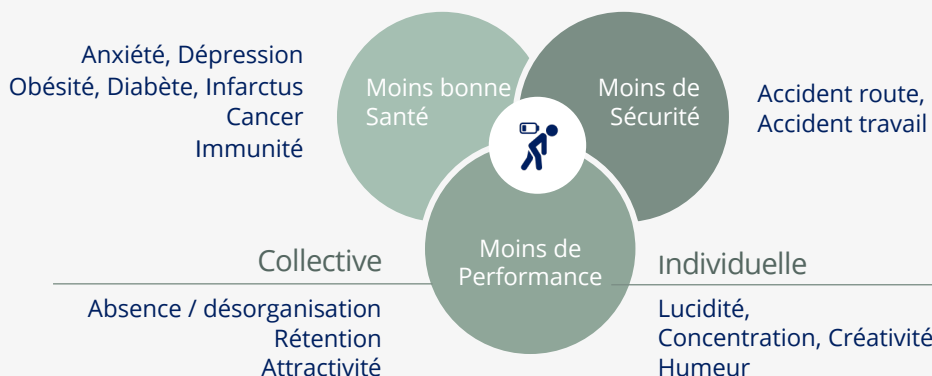 Anxiété, Dépression
Obésité, Diabète, Infarctus
Cancer
Immunité
Moins bonne
Santé
Moins de
Sécurité
Accident route,
Accident travail
Moins de
Performance
Collective
Absence / désorganisation
Rétention
Attractivité
Individuelle
Lucidité,
Concentration, Créativité
Humeur